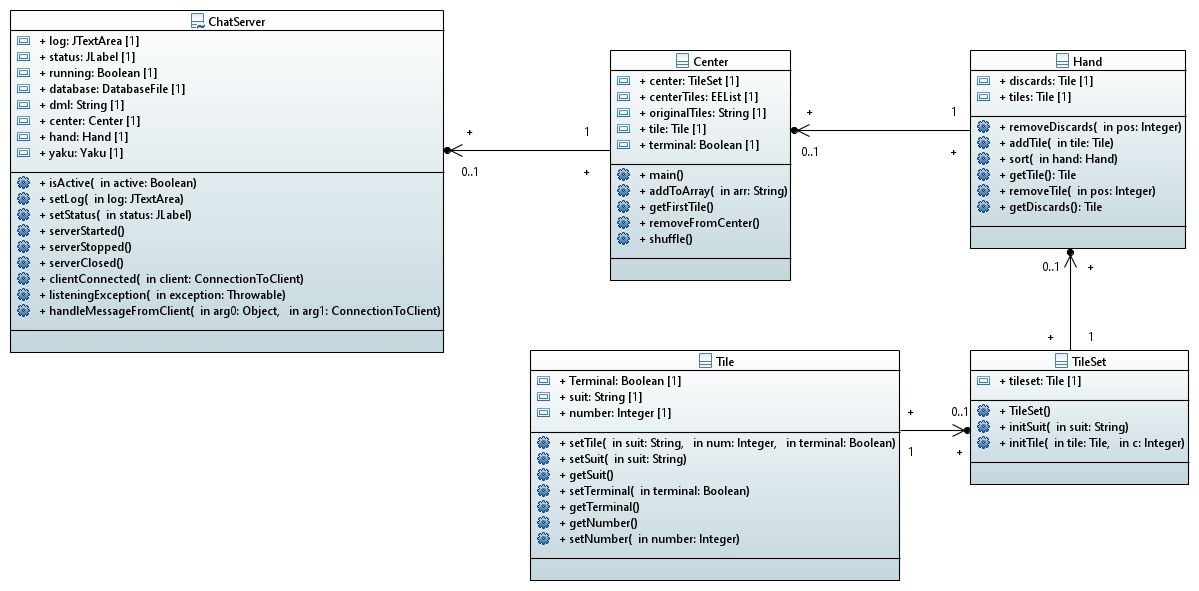 ChatServer
+ log: JTextArea [1]
+ status: JLabel [1]
+ running: Boolean [1]
+ database: DatabaseFile [1]
+ dml: String [1]
+ center: Center [1]
+ hand: Hand [1]
+ yaku: Yaku [1]
+ isActive( in active: Boolean)
+ setLog( in log: JTextArea)
+ setStatus( in status: JLabel)
+ serverStarted()
+ serverStopped()
+ serverClosed()
+ clientConnected( in client: ConnectionToClient)
+ listeningException( in exception: Throwable)
+ handleMessageFromClient( in arg0: Object, in arg1: ConnectionToClient)
+
1
0..1
+
Center
+ center: TileSet [1]
+ centerTiles: EEList [1]
+ originalTiles: String [1]
+ tile: Tile [1]
+ terminal: Boolean [1]
+ main()
+ addToArray( in arr: String)
+ getFirstTile()
+ removeFromCenter()
+ shuffle()
+
1
0..1
+
Hand
+ discards: Tile [1]
+ tiles: Tile [1]
+ removeDiscards( in pos: Integer)
+ addTile( in tile: Tile)
+ sort( in hand: Hand)
+ getTile(): Tile
+ removeTile( in pos: Integer)
+ getDiscards(): Tile
0..1
+
+
1
Tile
+ Terminal: Boolean [1]
+ suit: String [1]
+ number: Integer [1]
+ setTile( in suit: String, in num: Integer, in terminal: Boolean)
+ setSuit( in suit: String)
+ getSuit()
+ setTerminal( in terminal: Boolean)
+ getTerminal()
+ getNumber()
+ setNumber( in number: Integer)
+
0..1
1
+
TileSet
+ tileset: Tile [1]
+ TileSet()
+ initSuit( in suit: String)
+ initTile( in tile: Tile, in c: Integer)